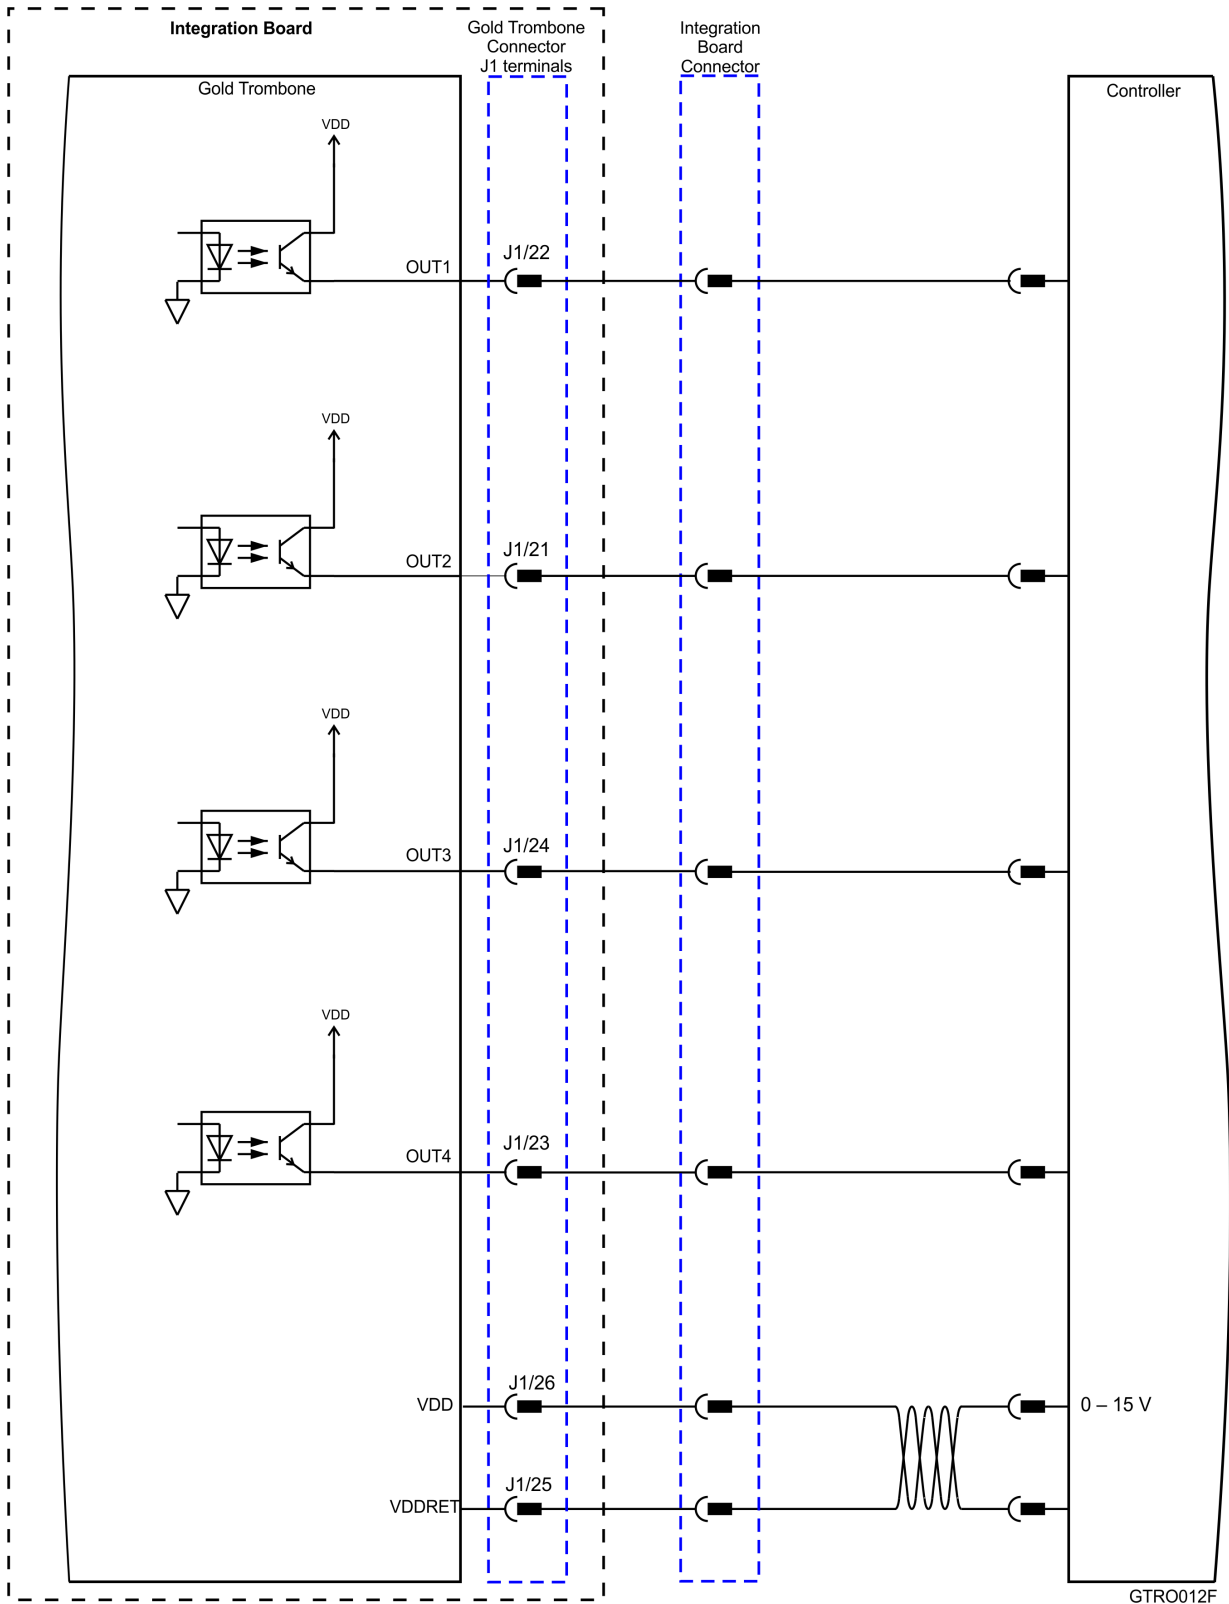 Integration Board
Gold Trombone
Connector
J1 terminals
Integration
Board
Connector
Gold Trombone
Controller
VDD
OUT1
J1/22
VDD
OUT2
J1/21
VDD
OUT3
J1/24
VDD
OUT4
J1/23
VDD
J1/26
0 – 15 V
VDDRET
J1/25
GTRO012F